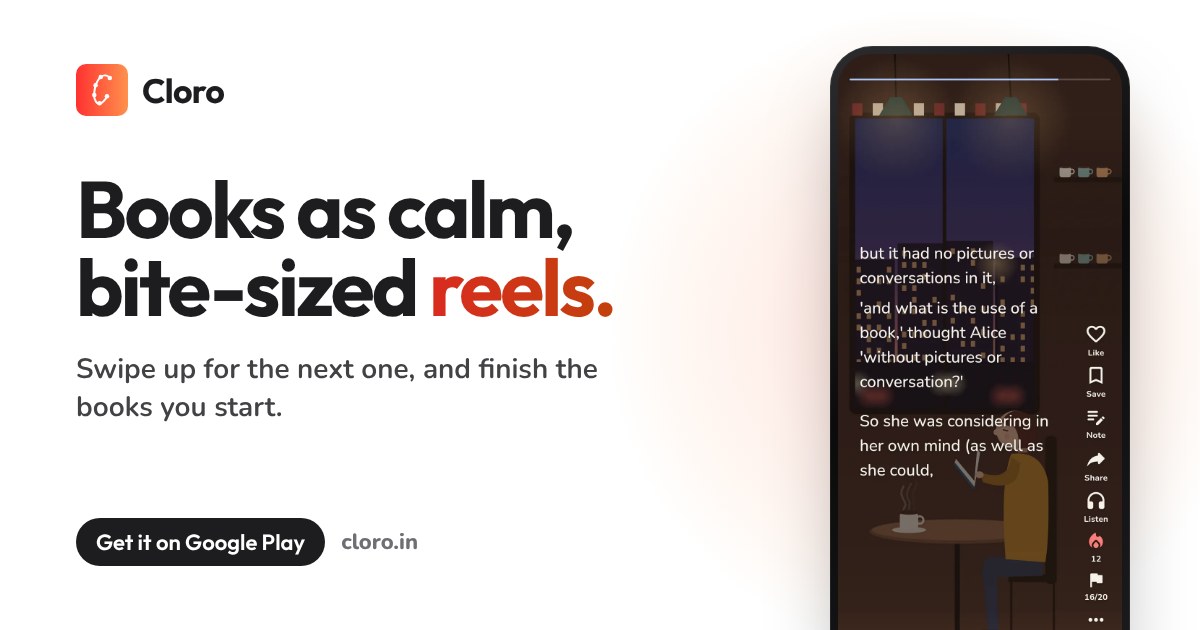 Cloro
Books as calm,
bite-sized reels.
Swipe up for the next one, and finish the
books you start.
Get it on Google Play
cloro.in
but it had no pictures or
conversations in it,
'and what is the use of a
book,' thought Alice
'without pictures or
conversation?'
So she was considering in
her own mind (as well as
she could,
Like
Save
Note
Share
Listen
12
16/20